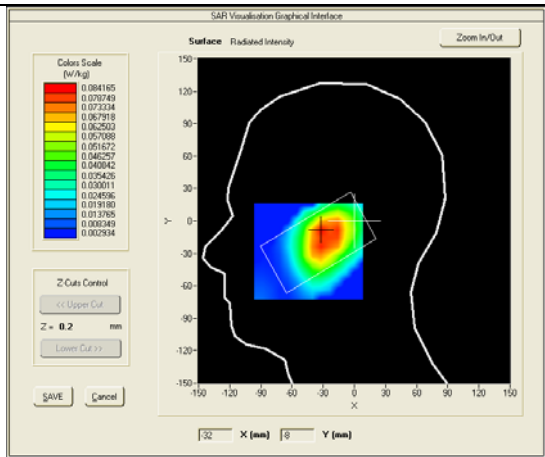 SAR Visualisation Graphical Interface
Surface Radiated Intensity
Zoom In/Out
Colors Scale
(W/kg)
0.084165
0.078749
0.073334
0.067918
0.062503
0.057088
0.051672
0.046257
0.040842
0.035426
0.030011
0.024596
0.019180
0.013765
0.008349
0.002934
Z Cuts Control
<< Upper Cut
Z = 0.2 mm
Lower Cut >>
SAVE Cancel
150
120
90
60
30
0
-30
-60
-90
-120
-150
Y
-150 -120 -90 -60 -30 0 30 60 90 120 150
X
-32 X (mm) -8 Y (mm)